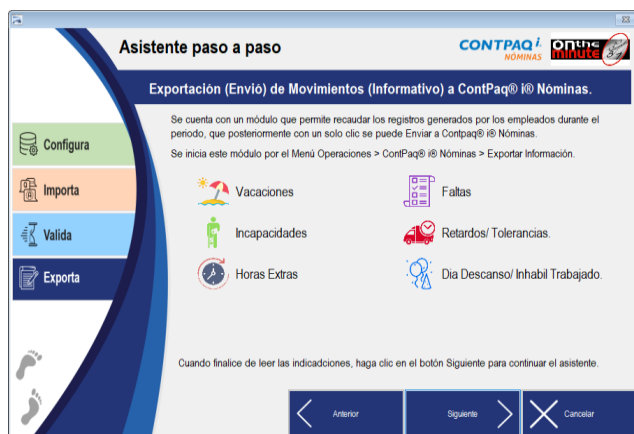 Asistente paso a paso
CONTPAQ i
NÓMINAS
onthe
minute
Exportación (Envió) de Movimientos (Informativo) a ContPaq® i® Nóminas.
Se cuenta con un módulo que permite recaudar los registros generados por los empleados durante el
periodo, que posteriormente con un solo clic se puede Enviar a Contpaq® i® Nóminas.
Se inicia este módulo por el Menú Operaciones > ContPaq® i® Nóminas > Exportar Información.
Configura
Importa
Valida
Exporta
Vacaciones
Faltas
Incapacidades
Retardos/ Tolerancias.
Horas Extras
Dia Descanso/ Inhabil Trabajado.
Cuando finalice de leer las indicadciones, haga clic en el botón Siguiente para continuar el asistente.
Anterior
Siguiente
Cancelar